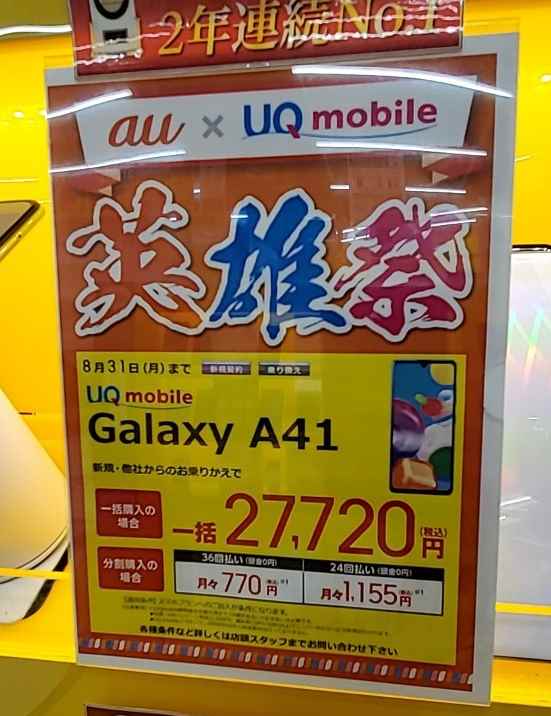 2年連続No.1
au × UQ mobile
英雄祭
8月31日(月)まで 新規契約 乗り換え
UQ mobile
Galaxy A41
新規・他社からのお乗りかえで
一括購入の場合 一括 27,720円(税込)
分割購入の場合
36回払い(頭金0円) 24回払い(頭金0円)
月々770円(税込)※1 月々1,155円(税込)※1
各種条件など詳しくは店頭スタッフまでお問い合わせ下さい